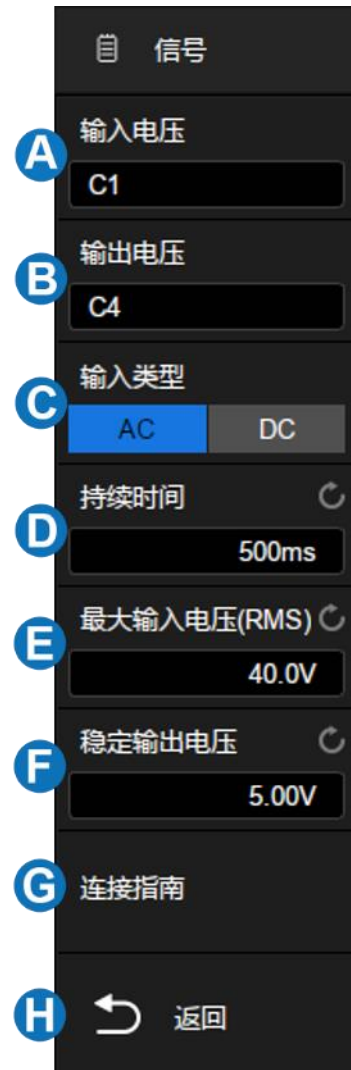 信号
A
输入电压
C1
B
输出电压
C4
C
输入类型
AC DC
D
持续时间
500ms
E
最大输入电压(RMS)
40.0V
F
稳定输出电压
5.00V
G
连接指南
H
返回